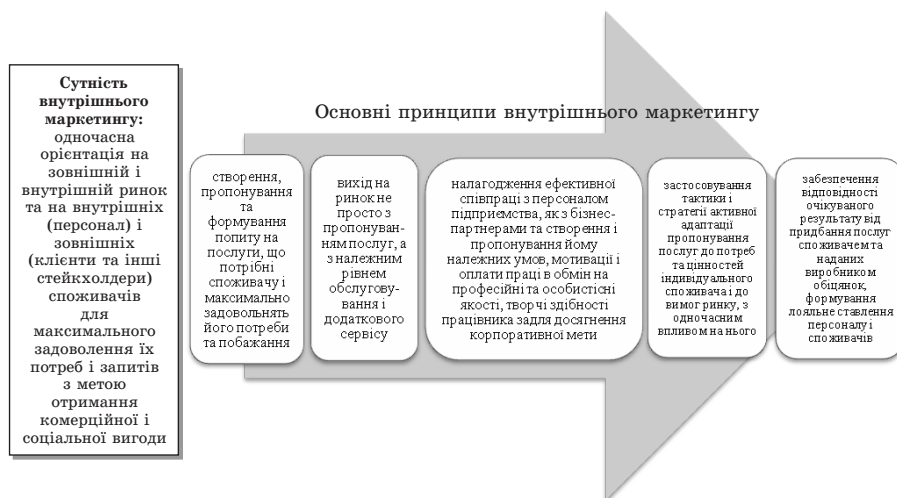 Сутність
внутрішнього
маркетингу:
одночасна
орієнтація на
зовнішній і
внутрішній ринок
та на внутрішніх
(персонал) і
зовнішніх
(клієнти та інші
стейкхолдери)
споживачів
для
максимального
задоволення їх
потреб і запитів
з метою
отримання
комерційної і
соціальної вигоди
Основні принципи внутрішнього маркетингу
створення,
пропонування
та
формування
попиту на
послуги, що
потрібні
споживачу і
максимально
задовольнять
його потреби
та побажання
вихід на
ринок не
просто з
пропонуван-
ням послуг, а
з належним
рівнем
обслугову-
вання і
додаткового
сервісу
налагодження ефективної
співпраці з персоналом
підприємства, як з бізнес-
партнерами та створення і
пропонування йому
належних умов, мотивації і
оплати праці в обмін на
професійні та особистісні
якості, творчі здібності
працівника задля досягнення
корпоративної мети
застосовування
тактики і
стратегії активної
адаптації
пропонування
послуг до потреб
та цінностей
індивідуального
споживача і до
вимог ринку, з
одночасним
впливом на нього
забезпечення
відповідності
очікуваного
результату від
придбання послуг
споживачем та
наданих
виробником
обіцянок,
формування
лояльне ставлення
персоналу і
споживачів